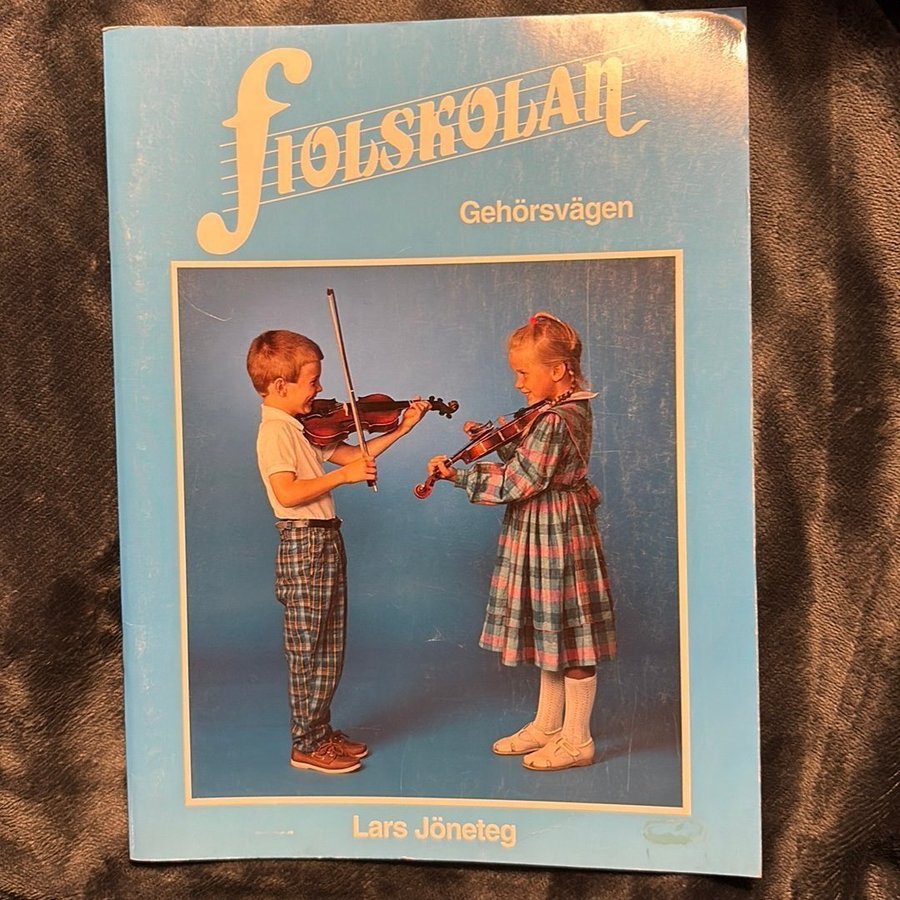 FIOLSKOLAN
Gehörsvägen
Lars Jöneteg